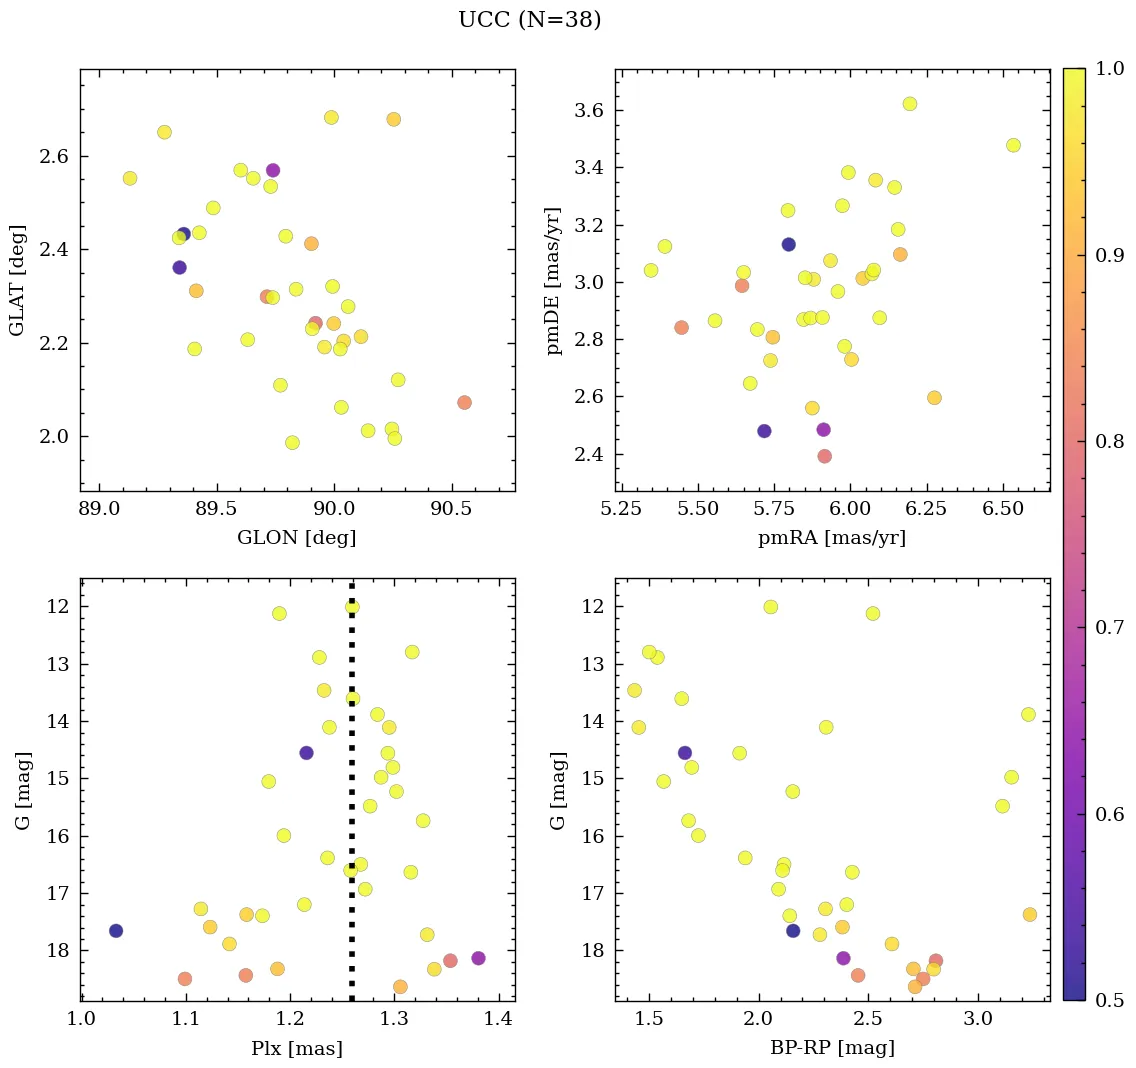 UCC (N=38)
2.6
2.4
2.2
2.0
GLAT [deg]
89.0 89.5 90.0 90.5
GLON [deg]
3.6
3.4
3.2
3.0
2.8
2.6
2.4
pmDE [mas/yr]
5.25 5.50 5.75 6.00 6.25 6.50
pmRA [mas/yr]
12
13
14
15
16
17
18
G [mag]
1.0 1.1 1.2 1.3 1.4
Plx [mas]
12
13
14
15
16
17
18
G [mag]
1.5 2.0 2.5 3.0
BP-RP [mag]
1.0
0.9
0.8
0.7
0.6
0.5